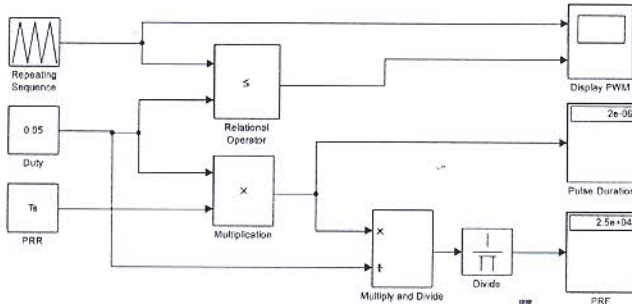 Repeating
Sequence
0.05
Duty
Ts
PRR
≤
Relational
Operator
×
Multiplication
×
÷
Multiply and Divide
1
∏
Divide
Display PWM
2e-06
Pulse Duration
2.5e+04
PRF